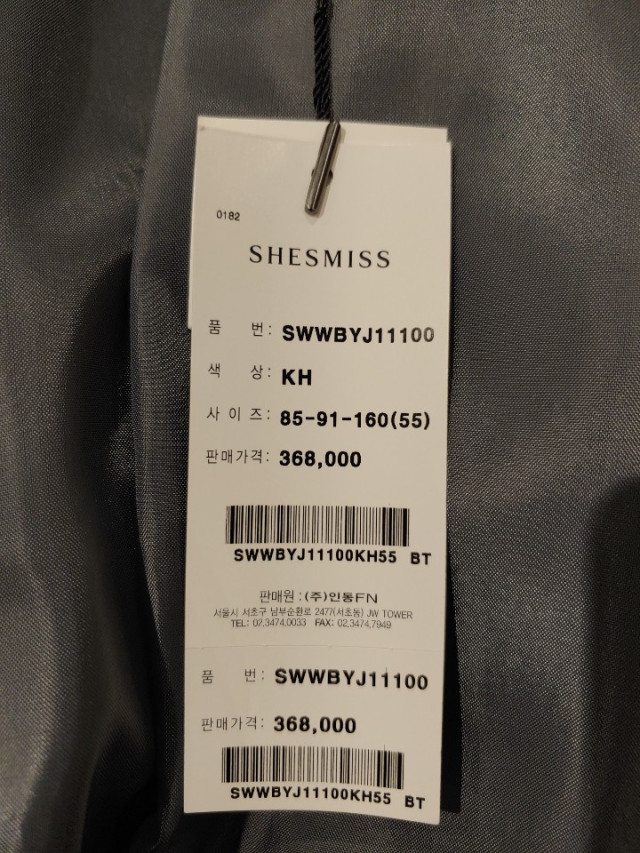 0182
SHESMISS
품 번: SWWBYJ11100
색 상: KH
사 이 즈: 85-91-160(55)
판매가격: 368,000
SWWBYJ11100KH55 BT
판매원 : (주)인동FN
서울시 서초구 남부순환로 2477(서초동) JW TOWER
TEL: 02.3474.0033 FAX: 02.3474.7949
품 번: SWWBYJ11100
판매가격: 368,000
SWWBYJ11100KH55 BT